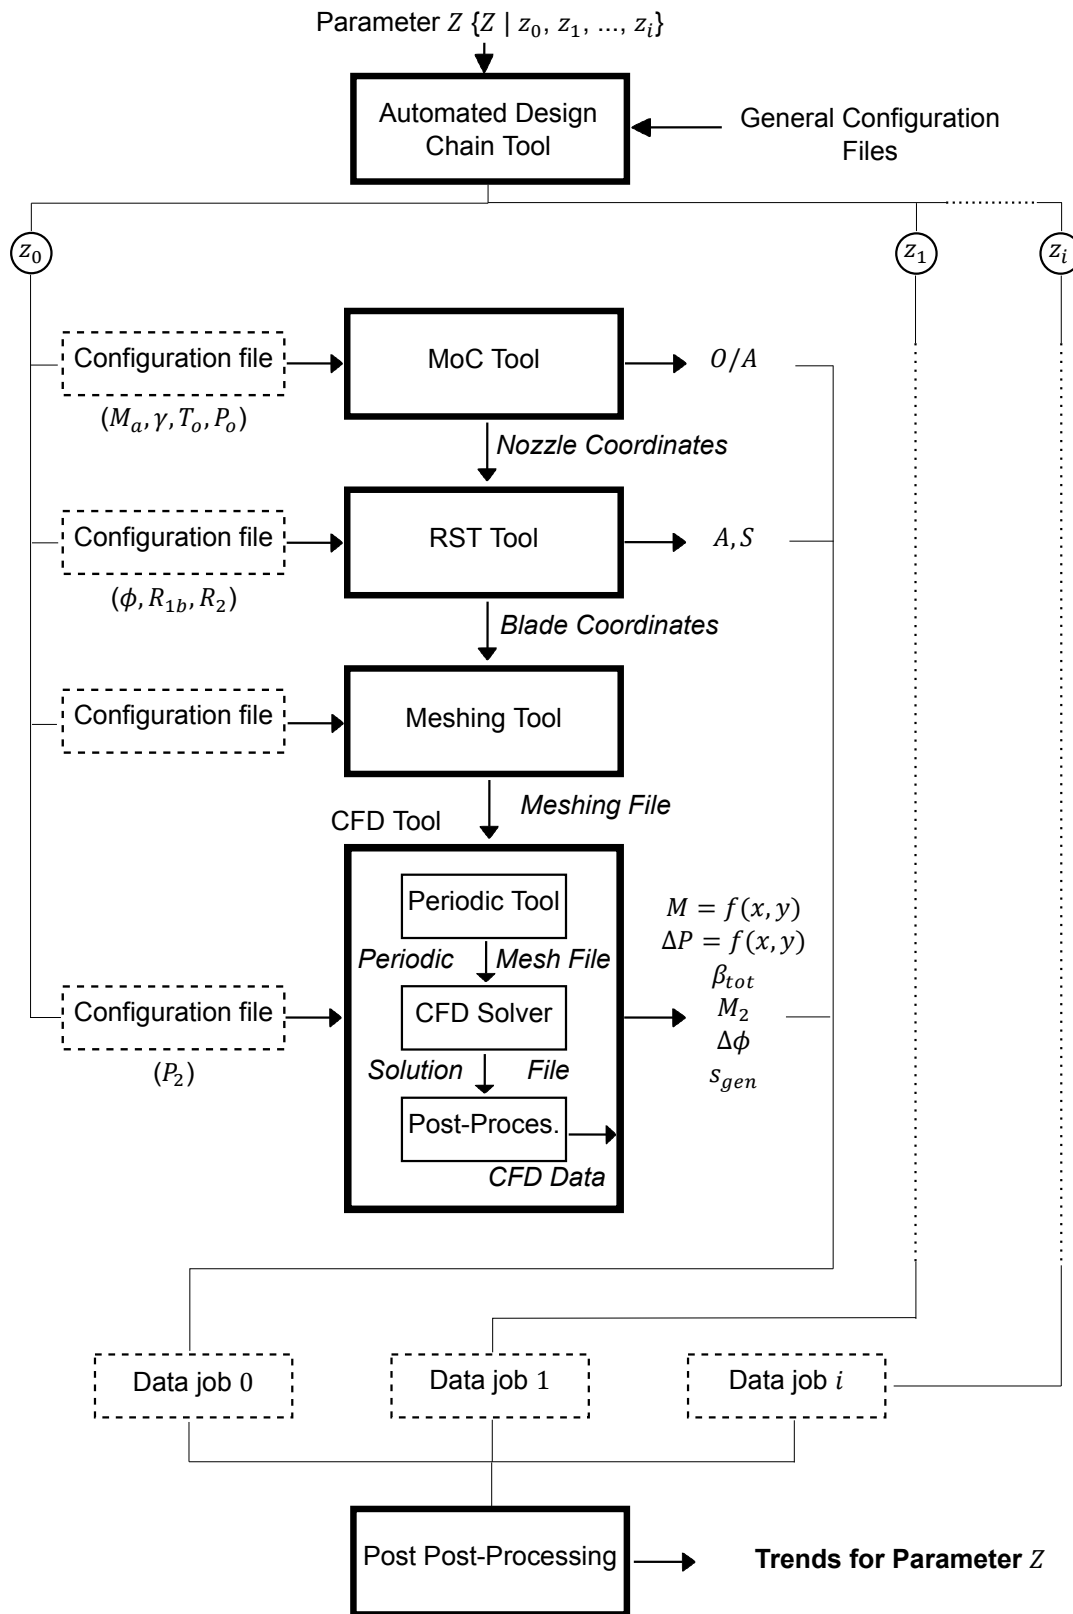 Parameter Z {Z | z₀, z₁, ..., zᵢ}
Automated Design
Chain Tool
General Configuration
Files
z₀
z₁
zᵢ
Configuration file
(Mₐ, γ, Tₒ, Pₒ)
MoC Tool
O/A
Nozzle Coordinates
Configuration file
(ϕ, R₁b, R₂)
RST Tool
A, S
Blade Coordinates
Configuration file
Meshing Tool
Meshing File
CFD Tool
Periodic Tool
Periodic Mesh File
Configuration file
(P₂)
CFD Solver
Solution File
Post-Proces.
CFD Data
M = f(x, y)
ΔP = f(x, y)
βtot
M₂
Δϕ
sgen
Data job 0
Data job 1
Data job i
Post Post-Processing
Trends for Parameter Z